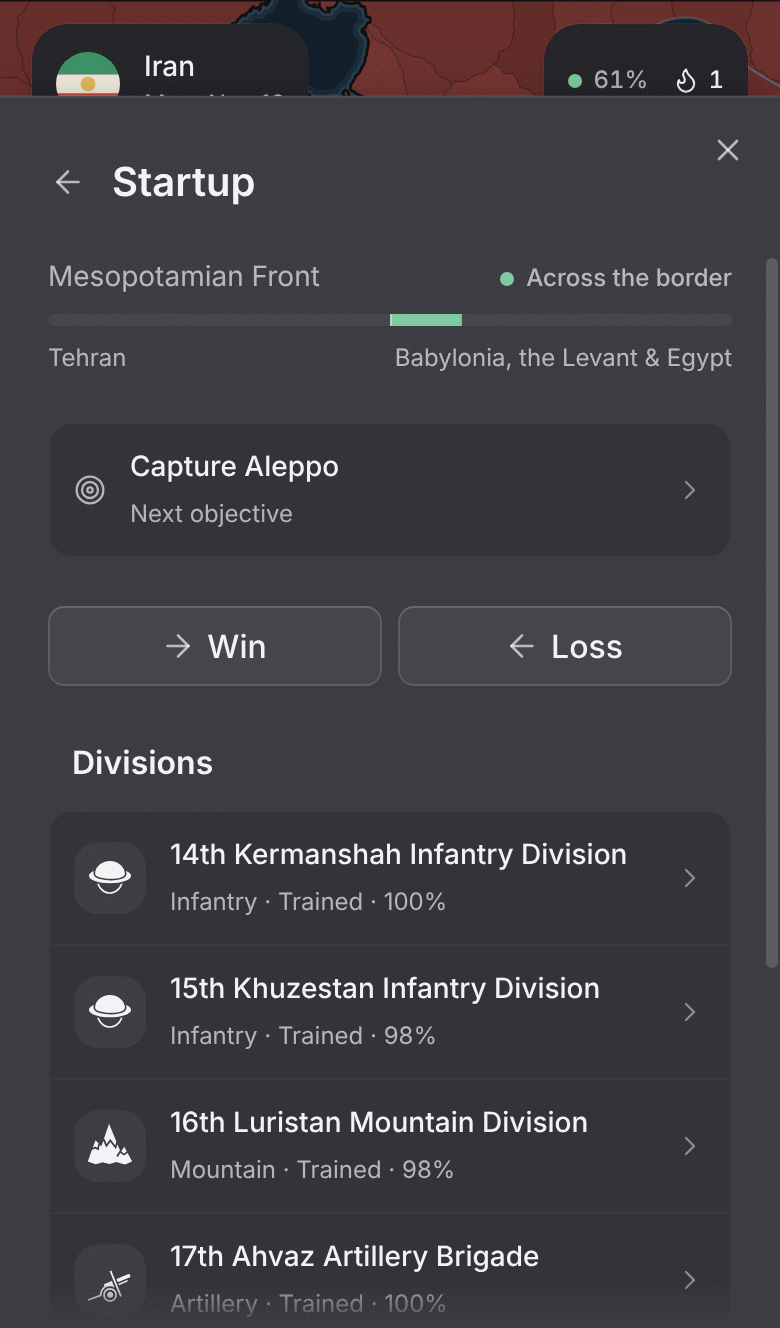 Iran
61%
1
Startup
Mesopotamian Front
Across the border
Tehran
Babylonia, the Levant & Egypt
Capture Aleppo
Next objective
Win
Loss
Divisions
14th Kermanshah Infantry Division
Infantry · Trained · 100%
15th Khuzestan Infantry Division
Infantry · Trained · 98%
16th Luristan Mountain Division
Mountain · Trained · 98%
17th Ahvaz Artillery Brigade
Artillery · Trained · 100%